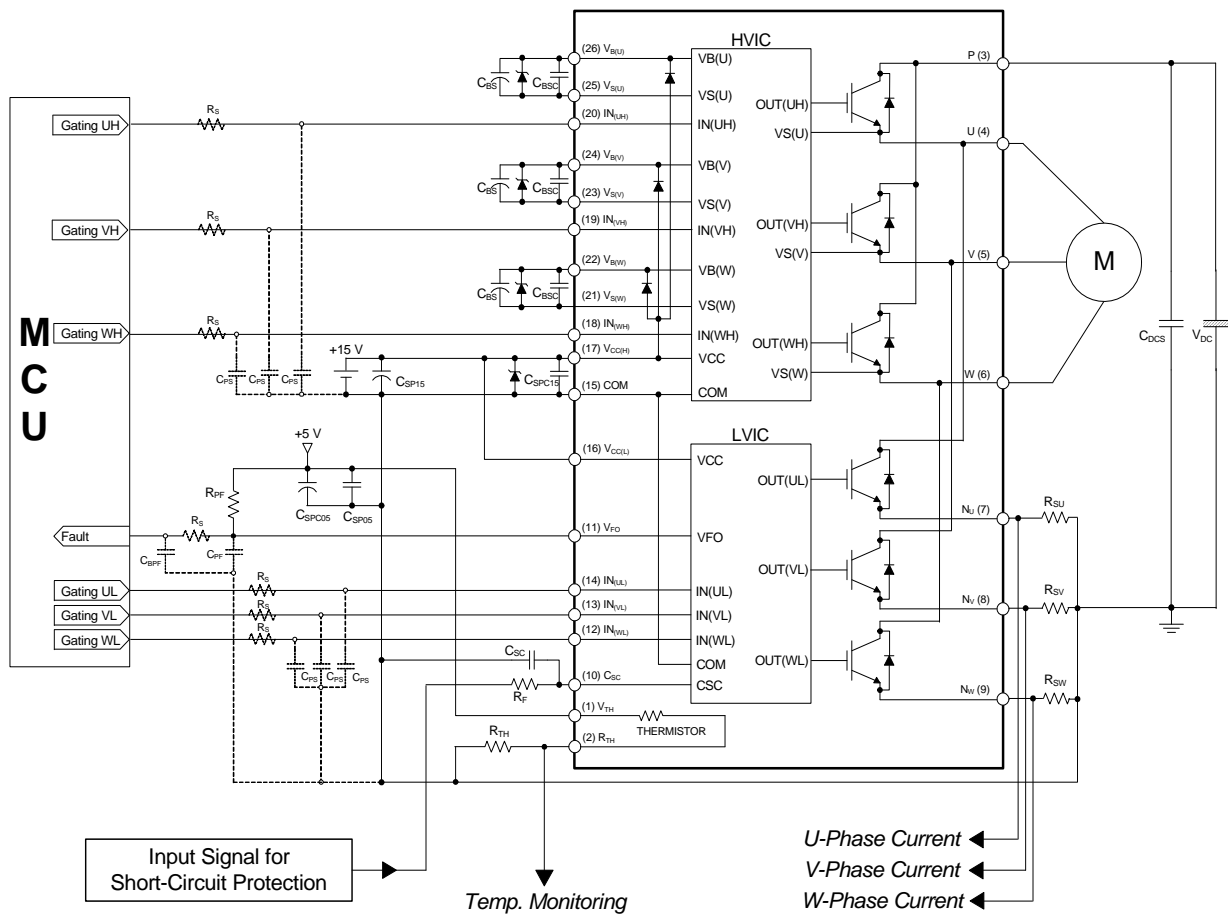 HVIC
(26) VB(U)
VB(U)
P (3)
CBS
CBSC
(25) VS(U)
VS(U)
OUT(UH)
RS
Gating UH
(20) IN(UH)
IN(UH)
VS(U)
U (4)
(24) VB(V)
VB(V)
CBS
CBSC
(23) VS(V)
VS(V)
RS
Gating VH
(19) IN(VH)
IN(VH)
OUT(VH)
VS(V)
V (5)
M
(22) VB(W)
VB(W)
CBS
CBSC
(21) VS(W)
VS(W)
RS
Gating WH
(18) IN(WH)
IN(WH)
OUT(WH)
CDCS
VDC
MCU
+15 V
(17) VCC(H)
VCC
VS(W)
W (6)
CPS
CPS
CPS
CSP15
CSPC15
(15) COM
COM
+5 V
LVIC
(16) VCC(L)
VCC
OUT(UL)
RPF
CSPC05
CSP05
NU (7)
RSU
RS
Fault
(11) VFO
VFO
CBPF
CPF
OUT(VL)
RS
Gating UL
(14) IN(UL)
IN(UL)
RS
Gating VL
(13) IN(VL)
IN(VL)
NV (8)
RSV
RS
Gating WL
(12) IN(WL)
IN(WL)
CSC
COM
OUT(WL)
CPS
CPS
CPS
RF
(10) CSC
CSC
NW (9)
RSW
(1) VTH
THERMISTOR
RTH
(2) RTH
Input Signal for
Short-Circuit Protection
Temp. Monitoring
U-Phase Current
V-Phase Current
W-Phase Current